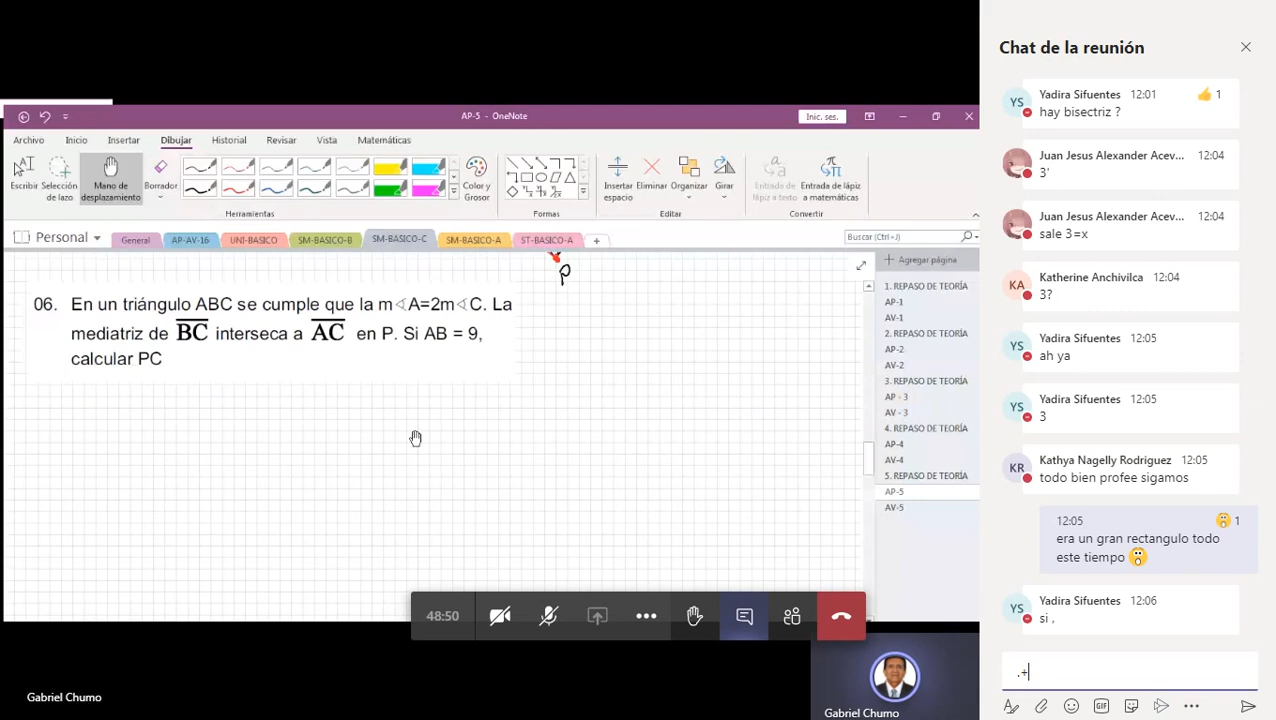 Chat de la reunión
Yadira Sifuentes 12:01
👍 1
hay bisectriz ?
Juan Jesus Alexander Acev... 12:04
3'
Juan Jesus Alexander Acev... 12:04
sale 3=x
Katherine Anchivilca 12:04
3?
Yadira Sifuentes 12:05
ah ya
Yadira Sifuentes 12:05
3
Kathya Nagelly Rodriguez 12:05
todo bien profee sigamos
12:05
1
era un gran rectangulo todo
este tiempo
Yadira Sifuentes 12:06
si ,
.+
YS
KA
YS
YS
KR
YS
AP-5 - OneNote
Inic. ses.
Archivo Inicio Insertar Dibujar Historial Revisar Vista Matemáticas
Escribir
Selección
de lazo
Mano de
desplazamiento
Borrador
Color y
Grosor
Insertar
espacio
Eliminar
Organizar
Girar
Entrada de
lápiz a texto
Entrada de lápiz
a matemáticas
Herramientas
Formas
Editar
Convertir
Personal
General
AP-AV-16
UNI-BASICO
SM-BASICO-B
SM-BASICO-C
SM-BASICO-A
ST-BASICO-A
Buscar (Ctrl+J)
Agregar página
1. REPASO DE TEORÍA
AP-1
AV-1
2. REPASO DE TEORÍA
AP-2
AV-2
3. REPASO DE TEORÍA
AP - 3
AV - 3
4. REPASO DE TEORÍA
AP-4
AV-4
5. REPASO DE TEORÍA
AP-5
AV-5
P
06. En un triángulo ABC se cumple que la m∢A=2m∢C. La
mediatriz de BC interseca a AC en P. Si AB = 9,
calcular PC
48:50
Gabriel Chumo
Gabriel Chumo